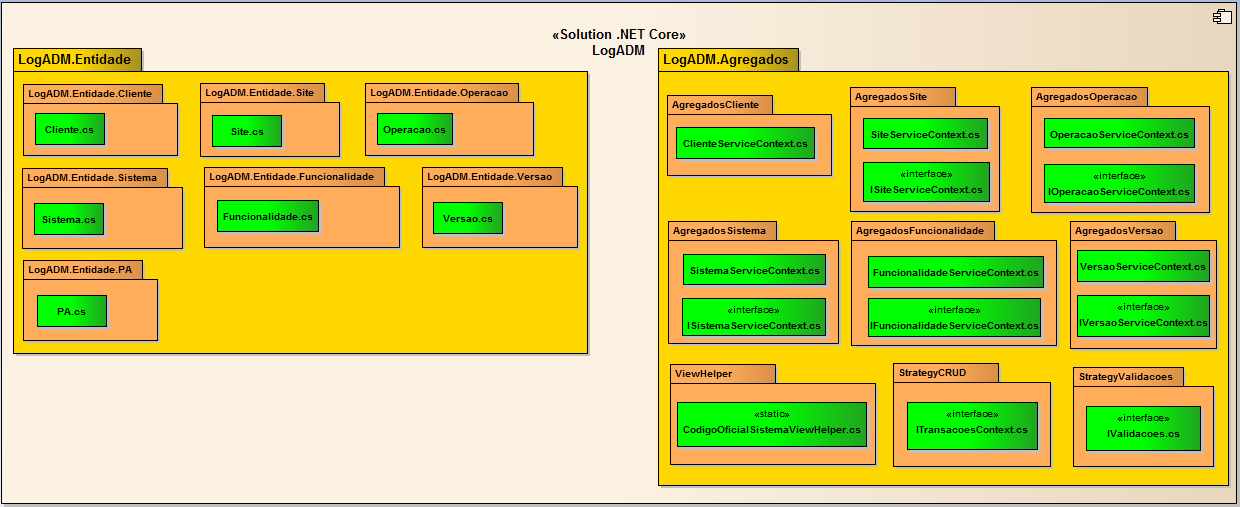 «Solution .NET Core»
LogADM
LogADM.Entidade
LogADM.Entidade.Cliente
Cliente.cs
LogADM.Entidade.Site
Site.cs
LogADM.Entidade.Operacao
Operacao.cs
LogADM.Entidade.Sistema
Sistema.cs
LogADM.Entidade.Funcionalidade
Funcionalidade.cs
LogADM.Entidade.Versao
Versao.cs
LogADM.Entidade.PA
PA.cs
LogADM.Agregados
AgregadosCliente
ClienteServiceContext.cs
AgregadosSite
SiteServiceContext.cs
«interface»
ISiteServiceContext.cs
AgregadosOperacao
OperacaoServiceContext.cs
«interface»
IOperacaoServiceContext.cs
AgregadosSistema
SistemaServiceContext.cs
«interface»
ISistemaServiceContext.cs
AgregadosFuncionalidade
FuncionalidadeServiceContext.cs
«interface»
IFuncionalidadeServiceContext.cs
AgregadosVersao
VersaoServiceContext.cs
«interface»
IVersaoServiceContext.cs
ViewHelper
«static»
CodigoOficialSistemaViewHelper.cs
StrategyCRUD
«interface»
ITransacoesContext.cs
StrategyValidacoes
«interface»
IValidacoes.cs